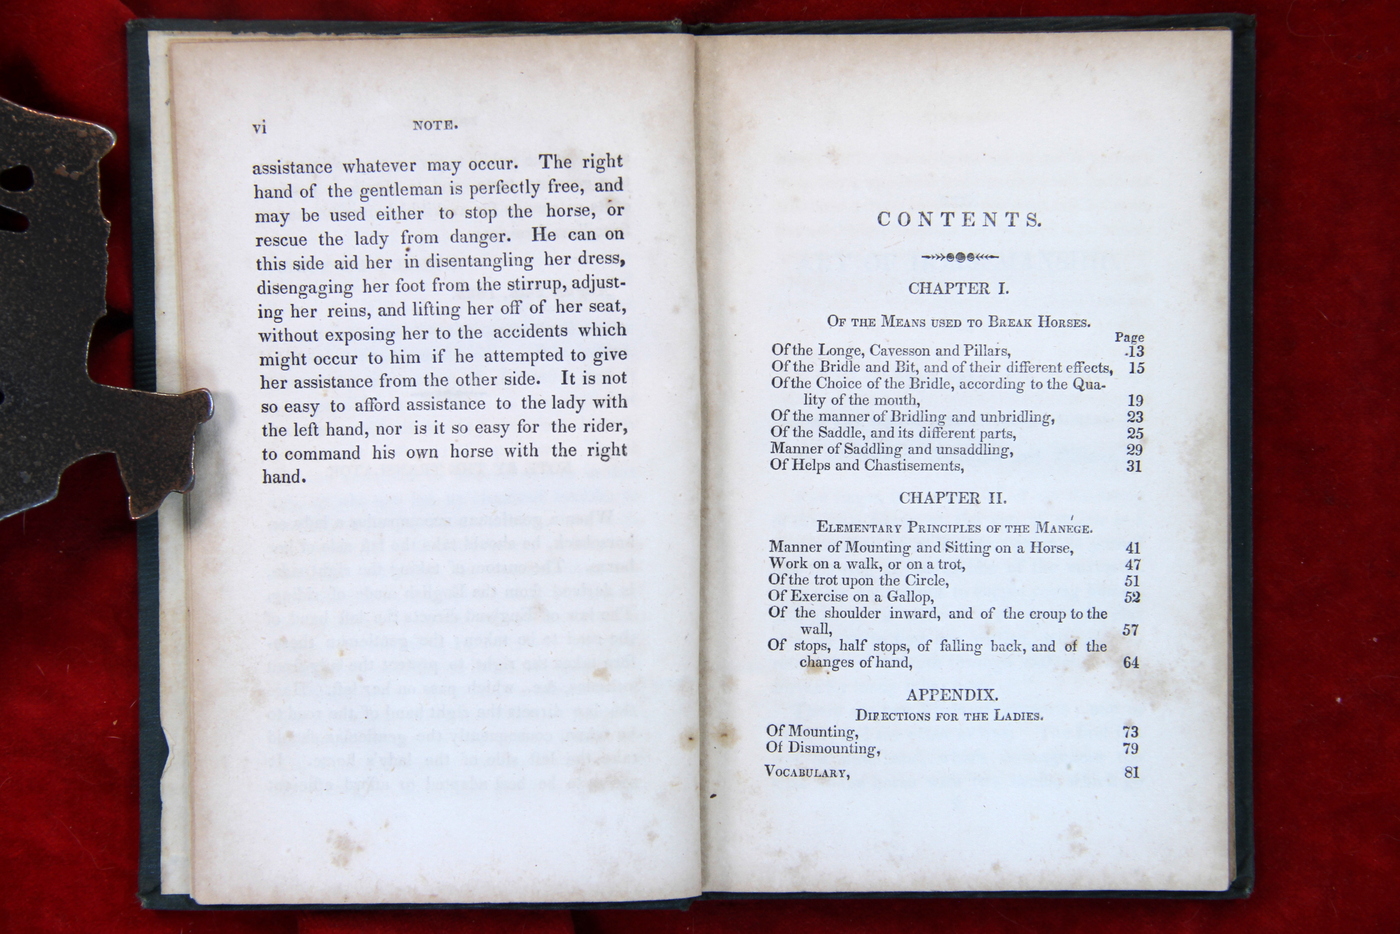 vi NOTE.
assistance whatever may occur. The right
hand of the gentleman is perfectly free, and
may be used either to stop the horse, or
rescue the lady from danger. He can on
this side aid her in disentangling her dress,
disengaging her foot from the stirrup, adjust-
ing her reins, and lifting her off of her seat,
without exposing her to the accidents which
might occur to him if he attempted to give
her assistance from the other side. It is not
so easy to afford assistance to the lady with
the left hand, nor is it so easy for the rider,
to command his own horse with the right
hand.
CONTENTS.
CHAPTER I.
OF THE MEANS USED TO BREAK HORSES.
Page
Of the Longe, Cavesson and Pillars, 13
Of the Bridle and Bit, and of their different effects, 15
Of the Choice of the Bridle, according to the Qua-
lity of the mouth, 19
Of the manner of Bridling and unbridling, 23
Of the Saddle, and its different parts, 25
Manner of Saddling and unsaddling, 29
Of Helps and Chastisements, 31
CHAPTER II.
ELEMENTARY PRINCIPLES OF THE MANÉGE.
Manner of Mounting and Sitting on a Horse, 41
Work on a walk, or on a trot, 47
Of the trot upon the Circle, 51
Of Exercise on a Gallop, 52
Of the shoulder inward, and of the croup to the
wall, 57
Of stops, half stops, of falling back, and of the
changes of hand, 64
APPENDIX.
DIRECTIONS FOR THE LADIES.
Of Mounting, 73
Of Dismounting, 79
VOCABULARY, 81